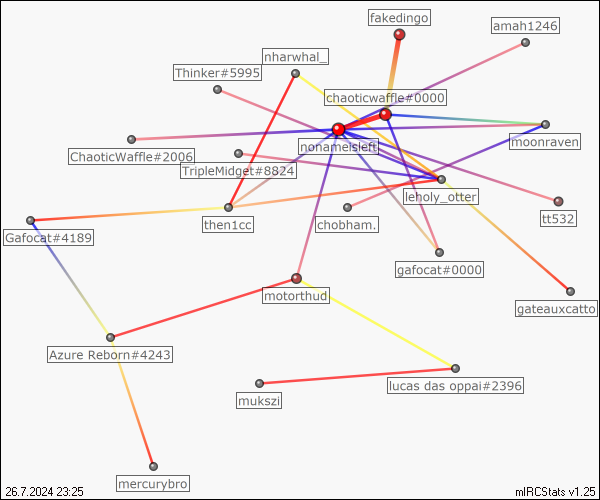 fakedingo
amah1246
nharwhal_
Thinker#5995
chaoticwaffle#0000
moonraven
nonameisleft
ChaoticWaffle#2006
TripleMidget#8824
leholy_otter
tt532
then1cc
chobham.
Gafocat#4189
gafocat#0000
motorthud
gateauxcatto
Azure Reborn#4243
lucas das oppai#2396
mukszi
mercurybro
26.7.2024 23:25
mIRCStats v1.25